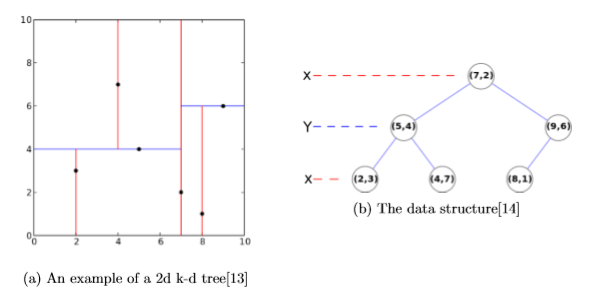 10
8
6
4
2
0
0 2 4 6 8 10
(a) An example of a 2d k-d tree[13]
X
(7,2)
Y
(5,4)
(9,6)
X
(2,3)
(4,7)
(8,1)
(b) The data structure[14]